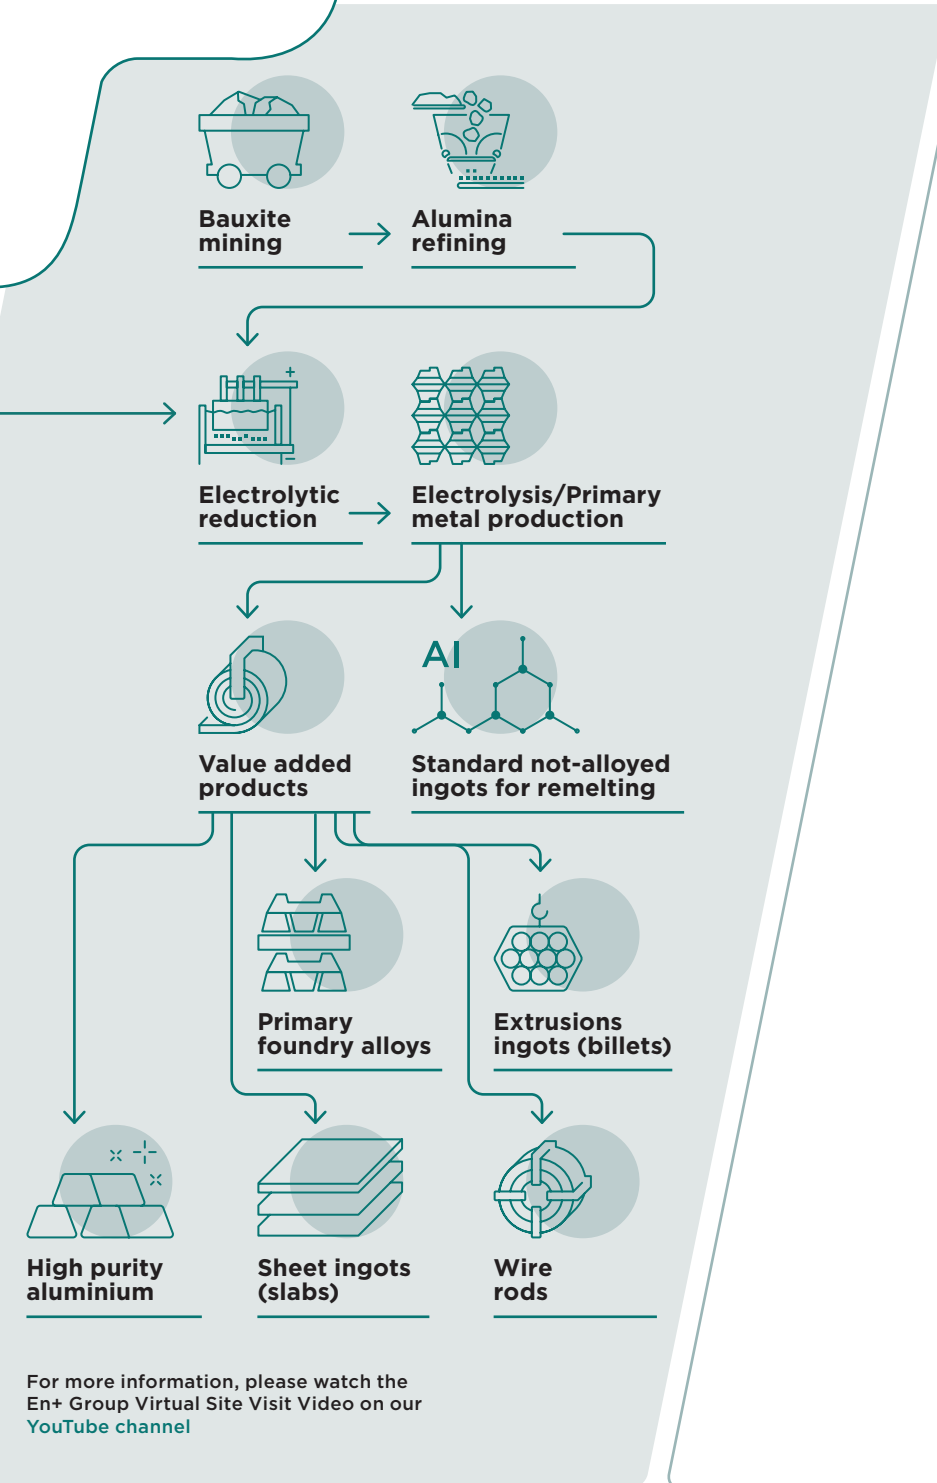 Bauxite
mining
Alumina
refining
+
–
Electrolytic
reduction
Electrolysis/Primary
metal production
Al
Value added
products
Standard not-alloyed
ingots for remelting
Primary
foundry alloys
Extrusions
ingots (billets)
High purity
aluminium
Sheet ingots
(slabs)
Wire
rods
For more information, please watch the
En+ Group Virtual Site Visit Video on our
YouTube channel